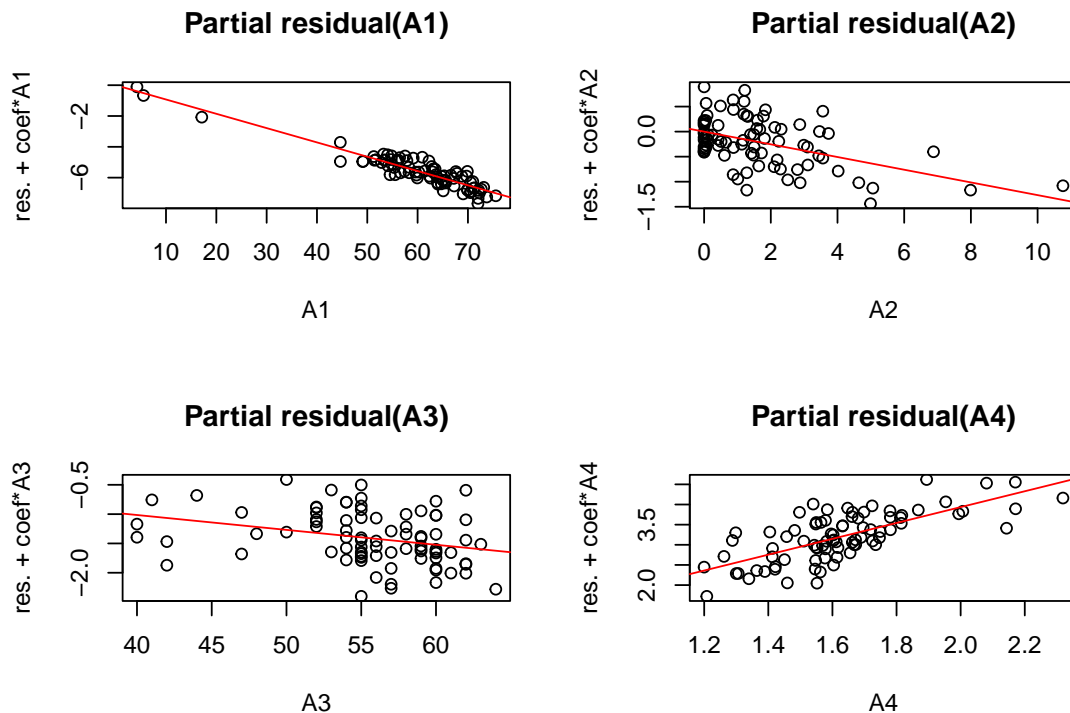 Partial residual(A1)
res. + coef*A1
−2
−6
10 20 30 40 50 60 70
A1
Partial residual(A2)
res. + coef*A2
0.0
−1.5
0 2 4 6 8 10
A2
Partial residual(A3)
res. + coef*A3
−0.5
−2.0
40 45 50 55 60
A3
Partial residual(A4)
res. + coef*A4
3.5
2.0
1.2 1.4 1.6 1.8 2.0 2.2
A4